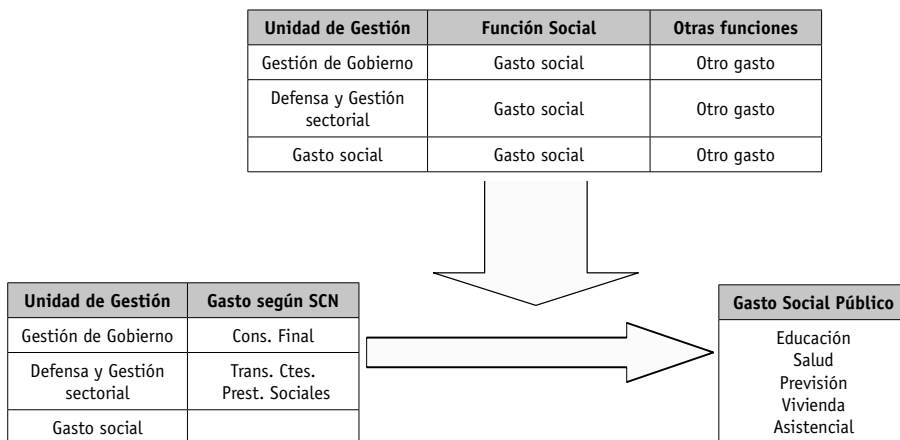 Unidad de Gestión Función Social Otras funciones
Gestión de Gobierno Gasto social Otro gasto
Defensa y Gestión
sectorial Gasto social Otro gasto
Gasto social Gasto social Otro gasto
Unidad de Gestión Gasto según SCN
Gestión de Gobierno Cons. Final
Defensa y Gestión Trans. Ctes.
sectorial Prest. Sociales
Gasto social
Gasto Social Público
Educación
Salud
Previsión
Vivienda
Asistencial